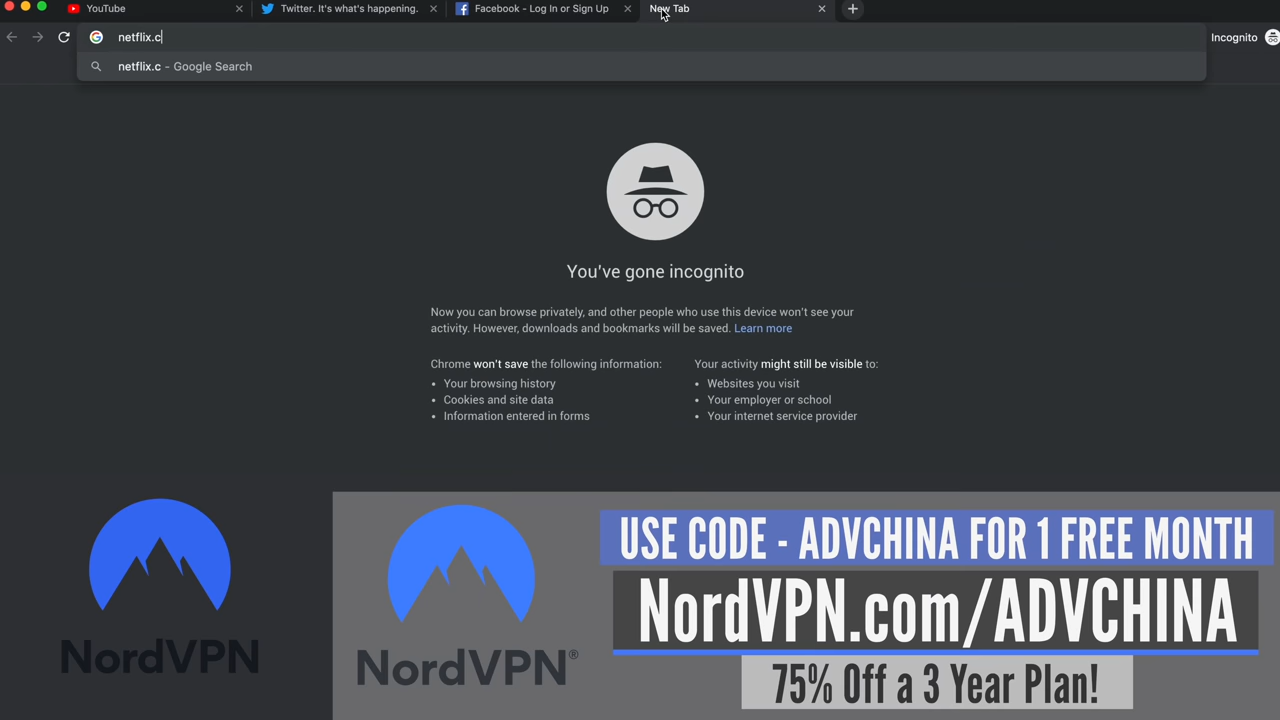 YouTube
Twitter. It's what's happening.
Facebook - Log In or Sign Up
New Tab
netflix.c
Incognito
netflix.c - Google Search
You've gone incognito
Now you can browse privately, and other people who use this device won't see your
activity. However, downloads and bookmarks will be saved. Learn more
Chrome won't save the following information:
• Your browsing history
• Cookies and site data
• Information entered in forms
Your activity might still be visible to:
• Websites you visit
• Your employer or school
• Your internet service provider
NordVPN
NordVPN®
USE CODE - ADVCHINA FOR 1 FREE MONTH
NordVPN.com/ADVCHINA
75% Off a 3 Year Plan!